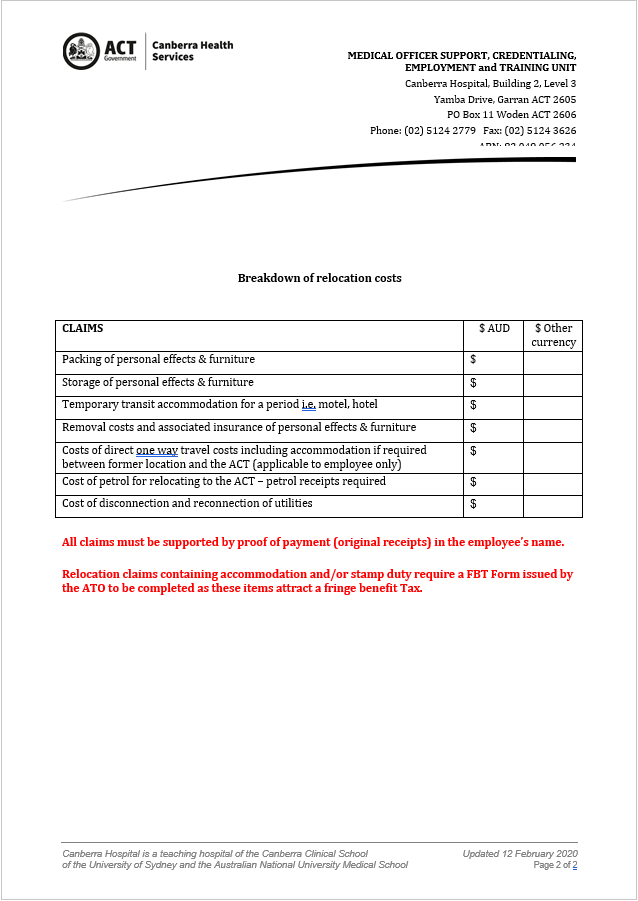 ACT
Government
Canberra Health
Services
MEDICAL OFFICER SUPPORT, CREDENTIALING,
EMPLOYMENT and TRAINING UNIT
Canberra Hospital, Building 2, Level 3
Yamba Drive, Garran ACT 2605
PO Box 11 Woden ACT 2606
Phone: (02) 5124 2779 Fax: (02) 5124 3626
Breakdown of relocation costs
CLAIMS $ AUD $ Other
currency
Packing of personal effects & furniture $
Storage of personal effects & furniture $
Temporary transit accommodation for a period i.e. motel, hotel $
Removal costs and associated insurance of personal effects & furniture $
Costs of direct one way travel costs including accommodation if required $
between former location and the ACT (applicable to employee only)
Cost of petrol for relocating to the ACT – petrol receipts required $
Cost of disconnection and reconnection of utilities $
All claims must be supported by proof of payment (original receipts) in the employee's name.
Relocation claims containing accommodation and/or stamp duty require a FBT Form issued by
the ATO to be completed as these items attract a fringe benefit Tax.
Canberra Hospital is a teaching hospital of the Canberra Clinical School Updated 12 February 2020
of the University of Sydney and the Australian National University Medical School Page 2 of 2